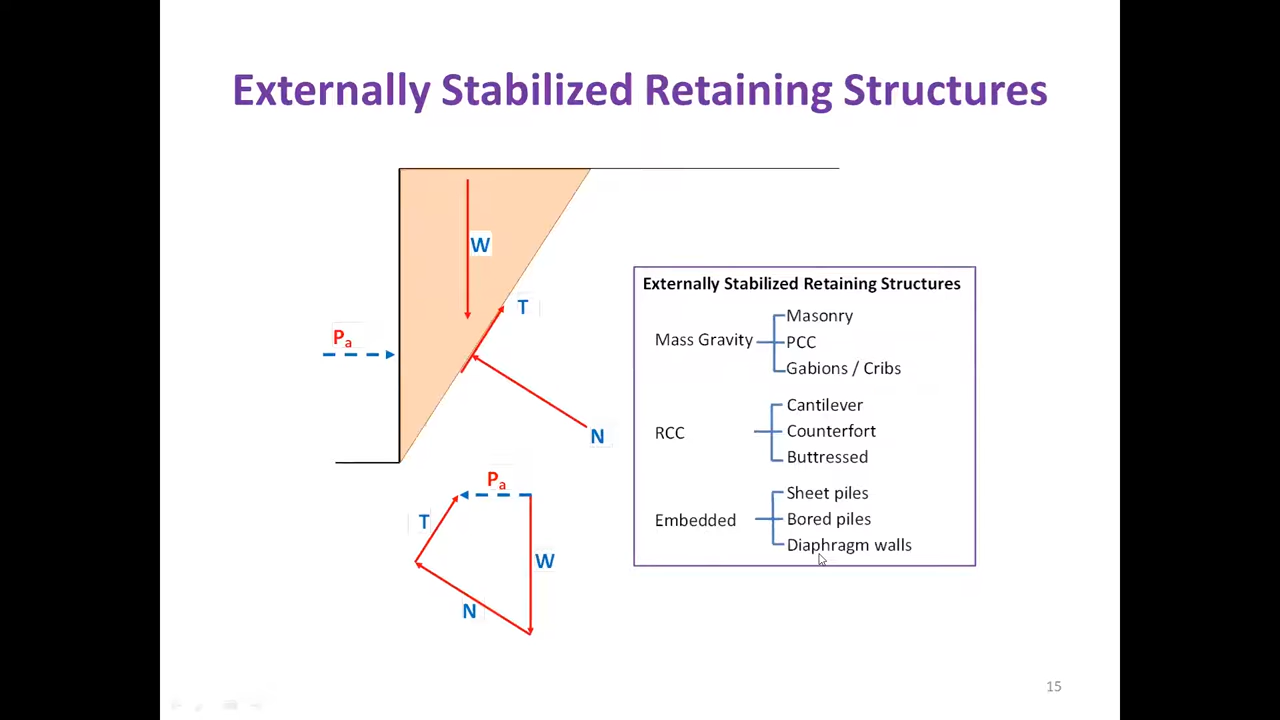 Externally Stabilized Retaining Structures
W
T
Pa
N
Pa
T
W
N
Externally Stabilized Retaining Structures
Mass Gravity
Masonry
PCC
Gabions / Cribs
RCC
Cantilever
Counterfort
Buttressed
Embedded
Sheet piles
Bored piles
Diaphragm walls
15